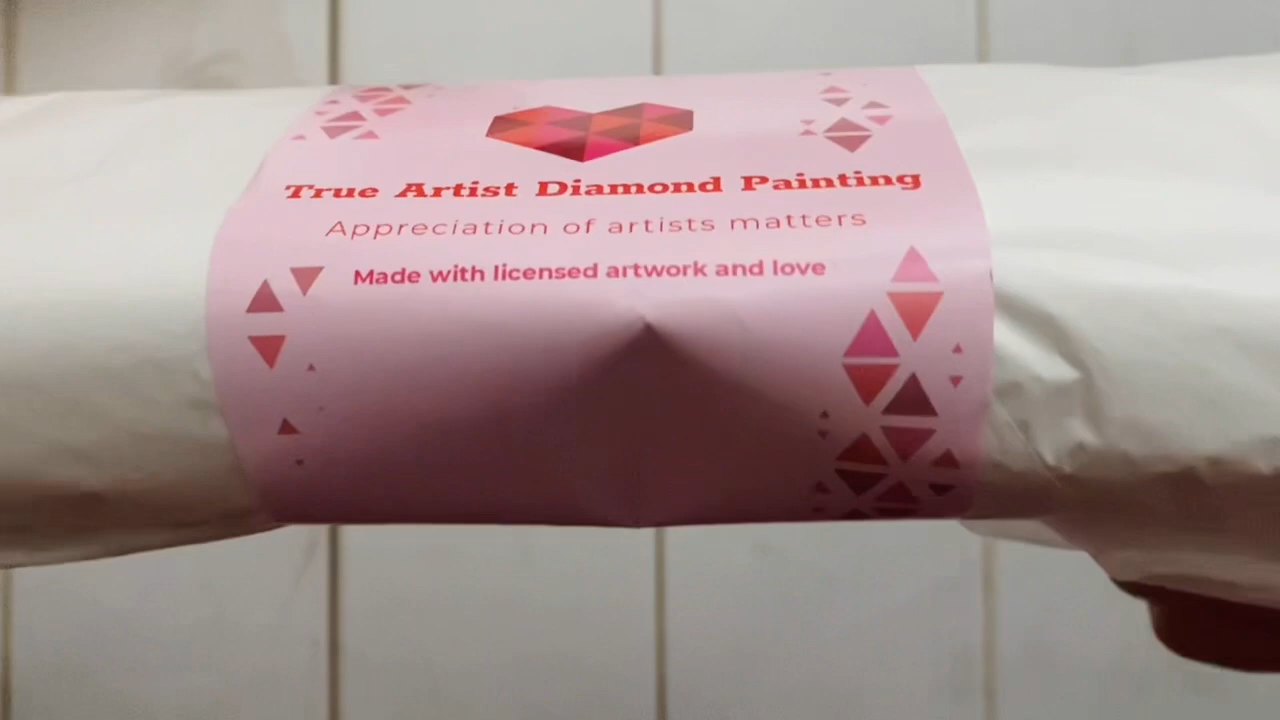 True Artist Diamond Painting
Appreciation of artists matters
Made with licensed artwork and love